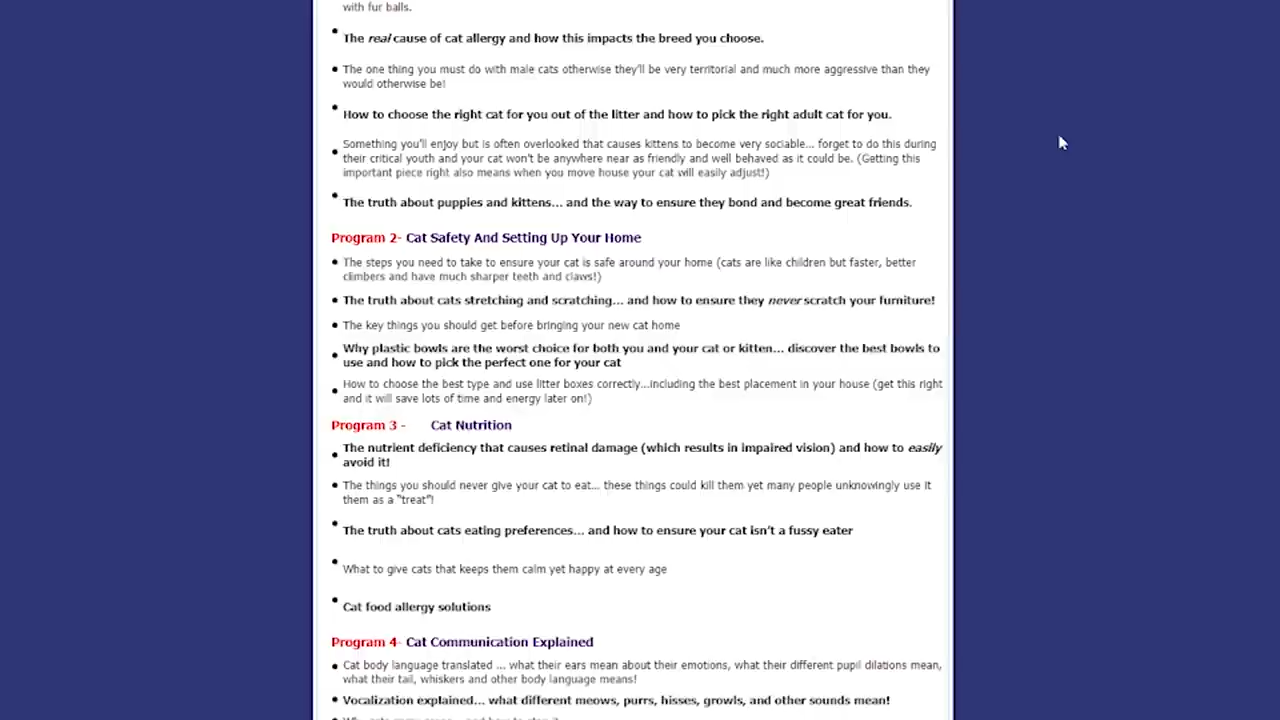 with fur balls.
The real cause of cat allergy and how this impacts the breed you choose.
The one thing you must do with male cats otherwise they'll be very territorial and much more aggressive than they
would otherwise be!
How to choose the right cat for you out of the litter and how to pick the right adult cat for you.
Something you'll enjoy but is often overlooked that causes kittens to become very sociable... forget to do this during
their critical youth and your cat won't be anywhere near as friendly and well behaved as it could be. (Getting this
important piece right also means when you move house your cat will easily adjust!)
The truth about puppies and kittens... and the way to ensure they bond and become great friends.
Program 2- Cat Safety And Setting Up Your Home
The steps you need to take to ensure your cat is safe around your home (cats are like children but faster, better
climbers and have much sharper teeth and claws!)
The truth about cats stretching and scratching... and how to ensure they never scratch your furniture!
The key things you should get before bringing your new cat home
Why plastic bowls are the worst choice for both you and your cat or kitten... discover the best bowls to
use and how to pick the perfect one for your cat
How to choose the best type and use litter boxes correctly...including the best placement in your house (get this right
and it will save lots of time and energy later on!)
Program 3 - Cat Nutrition
The nutrient deficiency that causes retinal damage (which results in impaired vision) and how to easily
avoid it!
The things you should never give your cat to eat... these things could kill them yet many people unknowingly use it
them as a "treat"!
The truth about cats eating preferences... and how to ensure your cat isn't a fussy eater
What to give cats that keeps them calm yet happy at every age
Cat food allergy solutions
Program 4- Cat Communication Explained
Cat body language translated ... what their ears mean about their emotions, what their different pupil dilations mean,
what their tail, whiskers and other body language means!
Vocalization explained... what different meows, purrs, hisses, growls, and other sounds mean!